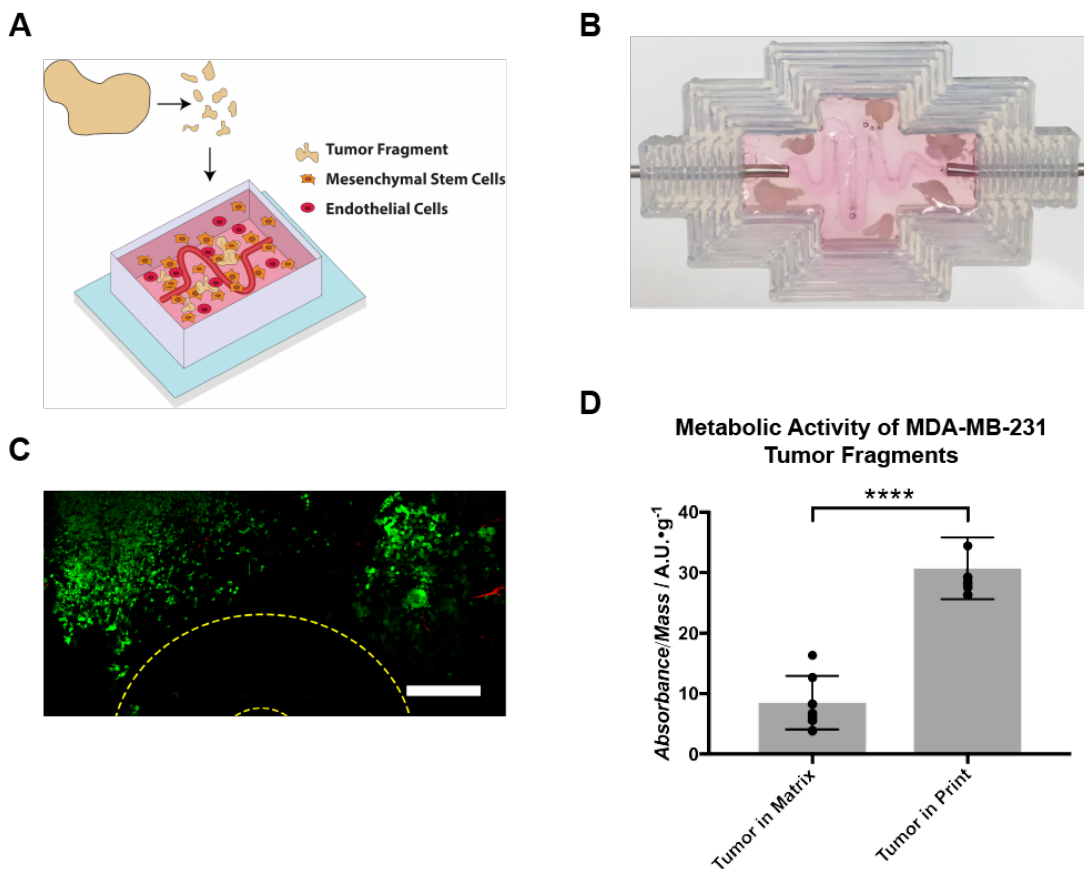 A
B
Tumor Fragment
Mesenchymal Stem Cells
Endothelial Cells
C
D
Metabolic Activity of MDA-MB-231
Tumor Fragments
****
Absorbance/Mass / A.U.•g-1
40
30
20
10
0
Tumor in Matrix
Tumor in Print